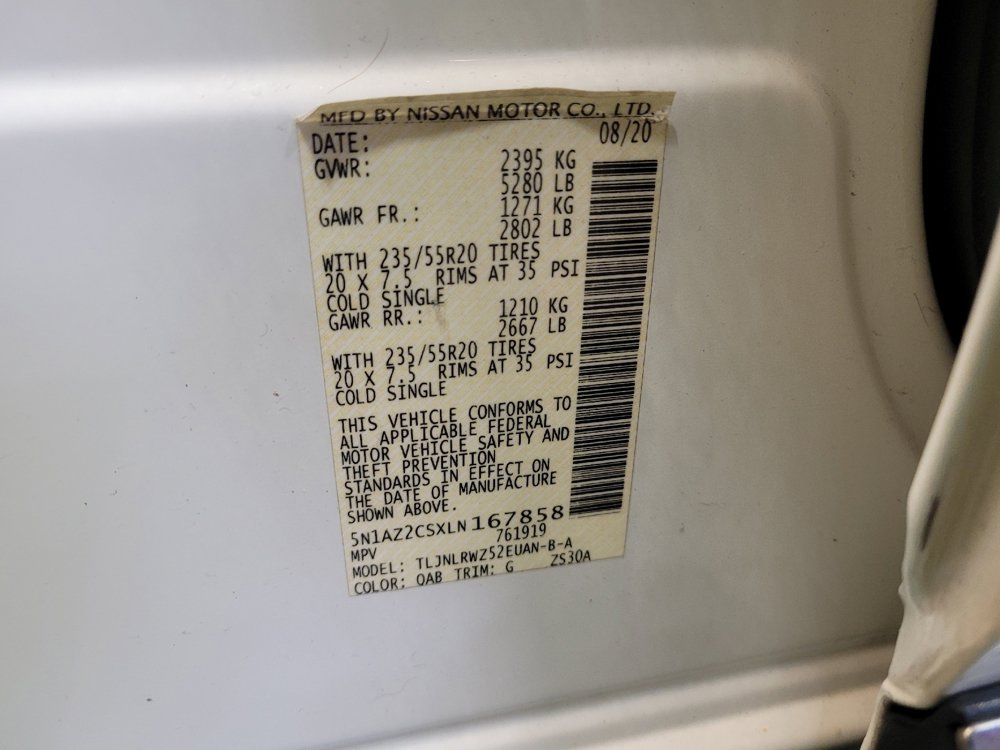 MFD BY NISSAN MOTOR CO., LTD.
DATE: 08/20
GVWR: 2395 KG
5280 LB
GAWR FR.: 1271 KG
2802 LB
WITH 235/55R20 TIRES
20 X 7.5 RIMS AT 35 PSI
COLD SINGLE
GAWR RR.: 1210 KG
2667 LB
WITH 235/55R20 TIRES
20 X 7.5 RIMS AT 35 PSI
COLD SINGLE
THIS VEHICLE CONFORMS TO
ALL APPLICABLE FEDERAL
MOTOR VEHICLE SAFETY AND
THEFT PREVENTION
STANDARDS IN EFFECT ON
THE DATE OF MANUFACTURE
SHOWN ABOVE.
5N1AZ2CSXLN167858
MPV 761919
MODEL: TLJNLRWZ52EUAN-B-A
COLOR: QAB TRIM: G ZS30A